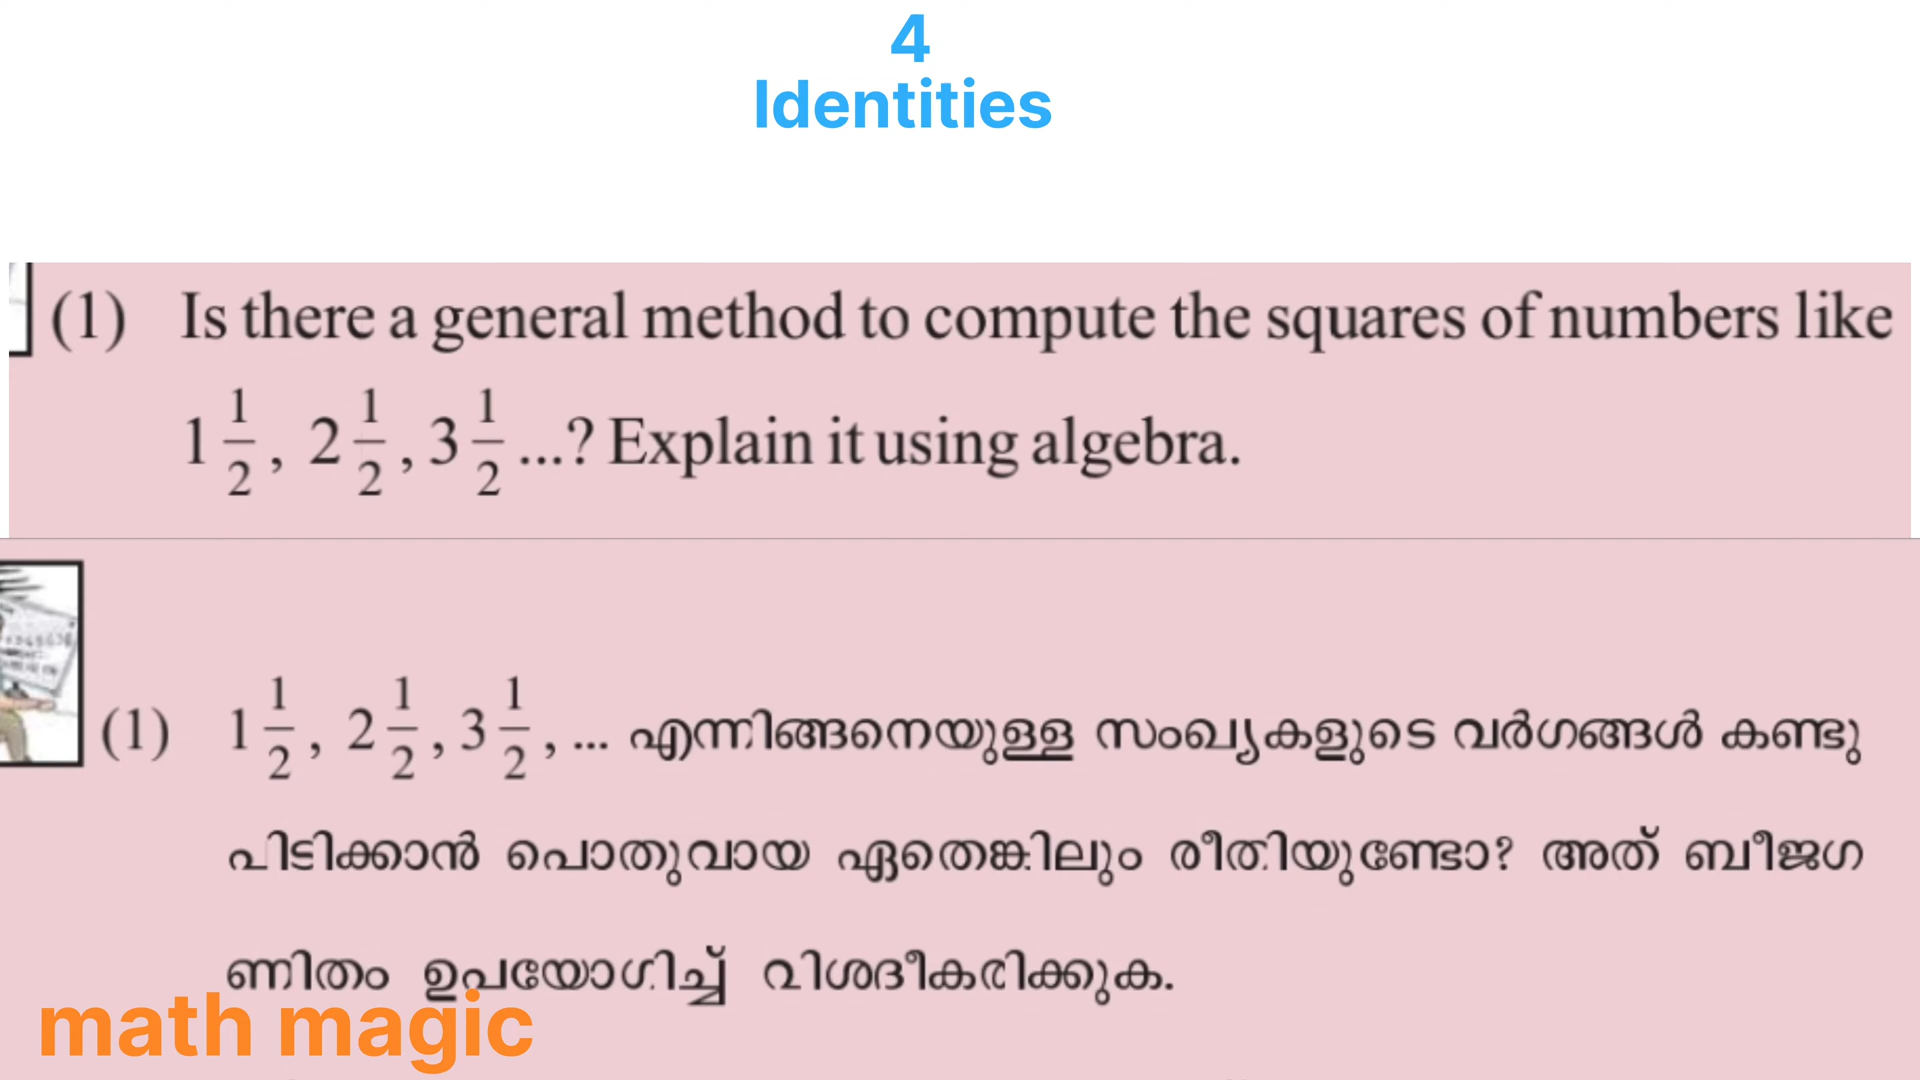 4
Identities
(1) Is there a general method to compute the squares of numbers like
1 1/2, 2 1/2, 3 1/2 ...? Explain it using algebra.
(1) 1 1/2, 2 1/2, 3 1/2, ... എന്നിങ്ങനെയുള്ള സംഖ്യകളുടെ വർഗങ്ങൾ കണ്ടു
പിടിക്കാൻ പൊതുവായ ഏതെങ്കിലും രീതിയുണ്ടോ? അത് ബീജഗ
ണിതം ഉപയോഗിച്ച് വിശദീകരിക്കുക.
math magic